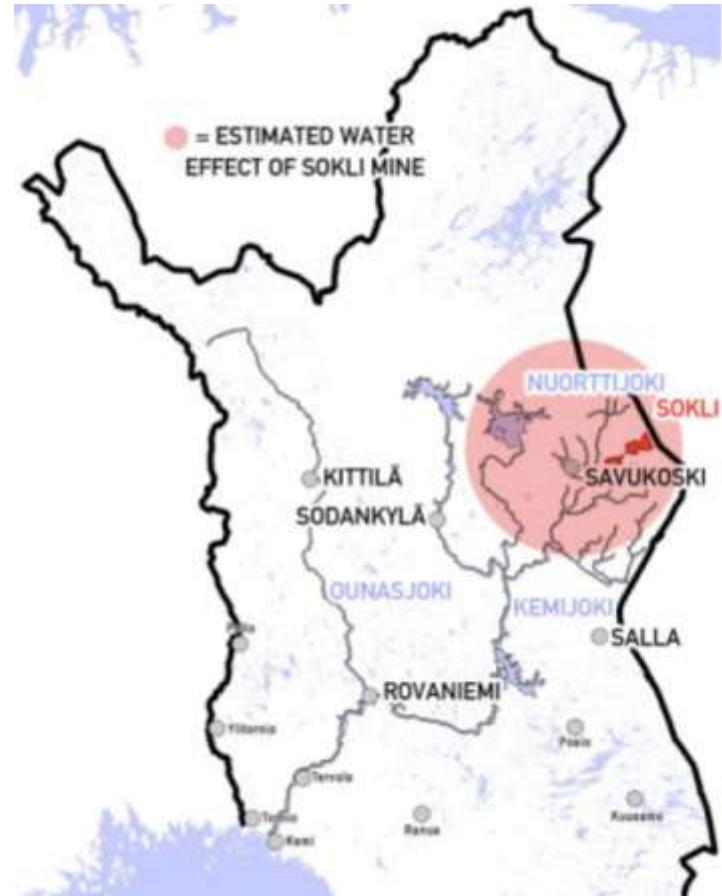 = ESTIMATED WATER
EFFECT OF SOKLI MINE
NUORTTIJOKI
SOKLI
SAVUKOSKI
KITTILÄ
SODANKYLÄ
OUNASJOKI
KEMIJOKI
SALLA
ROVANIEMI
Ylitornio
Posio
Tervola
Kuusamo
Ranua
Tornio
Kemi